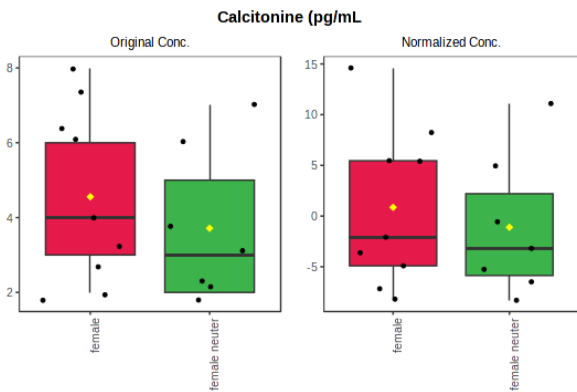 Calcitonine (pg/mL
Original Conc.
Normalized Conc.
8
6
4
2
15
10
5
0
-5
female
female neuter
female
female neuter